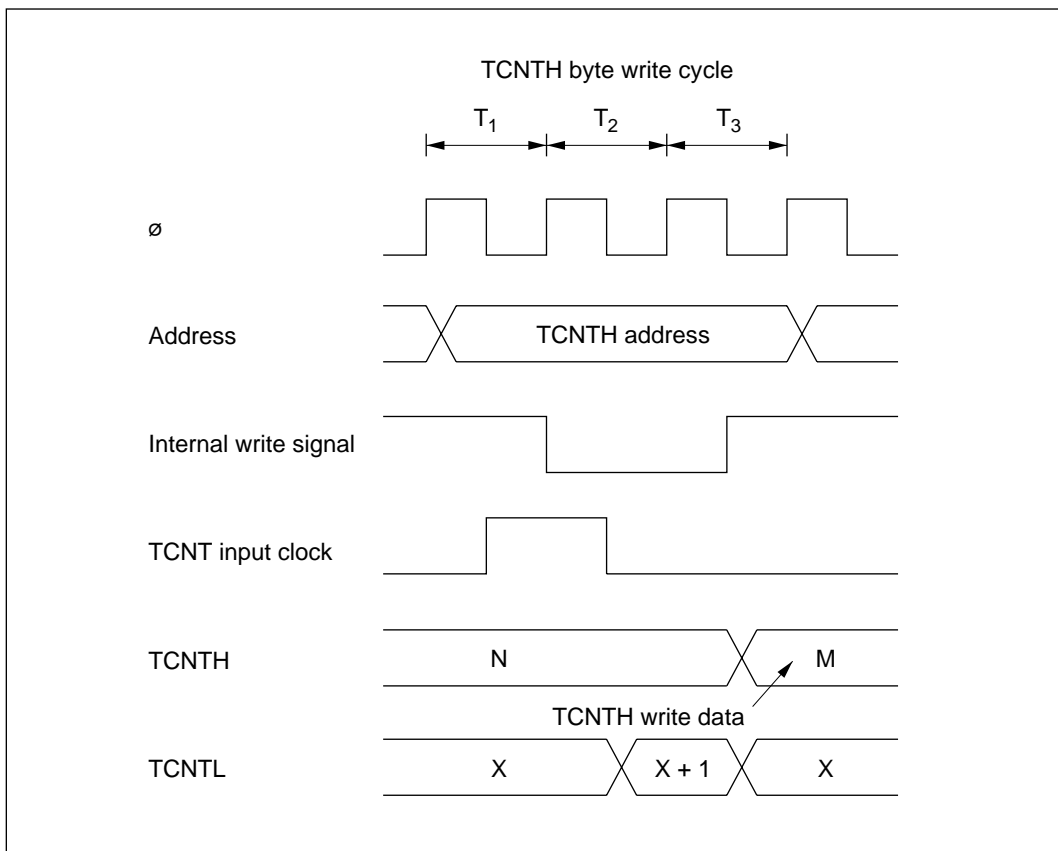 TCNTH byte write cycle
T1 T2 T3
ø
Address TCNTH address
Internal write signal
TCNT input clock
TCNTH N M
TCNTH write data
TCNTL X X + 1 X